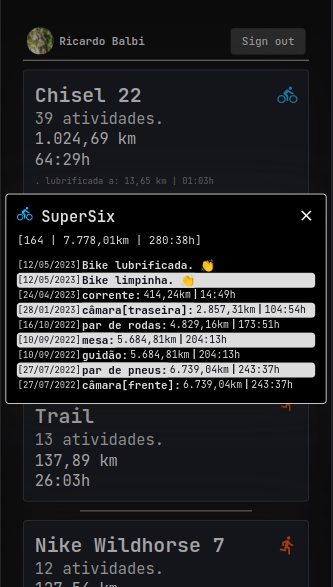 Ricardo Balbi
Sign out
Chisel 22
39 atividades.
1.024,69 km
64:29h
. lubrificada a: 13,65 km | 01:03h
SuperSix
[164 | 7.778,01km | 280:38h]
[12/05/2023]Bike lubrificada. 👏
[12/05/2023]Bike limpinha. 👏
[24/04/2023]corrente: 414,24km|14:49h
[28/01/2023]câmara[traseira]: 2.857,31km|104:54h
[16/10/2022]par de rodas: 4.829,16km|173:51h
[10/09/2022]mesa: 5.684,81km|204:13h
[10/09/2022]guidão: 5.684,81km|204:13h
[27/07/2022]par de pneus: 6.739,04km|243:37h
[27/07/2022]câmara[frente]: 6.739,04km|243:37h
Trail
13 atividades.
137,89 km
26:03h
Nike Wildhorse 7
12 atividades.